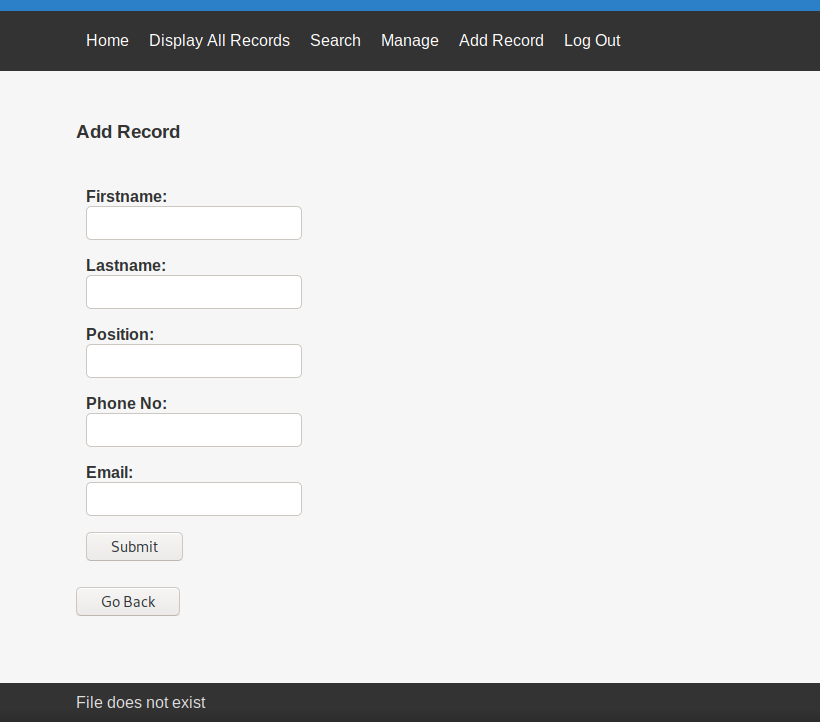 Home Display All Records Search Manage Add Record Log Out
Add Record
Firstname:
Lastname:
Position:
Phone No:
Email:
Submit
Go Back
File does not exist